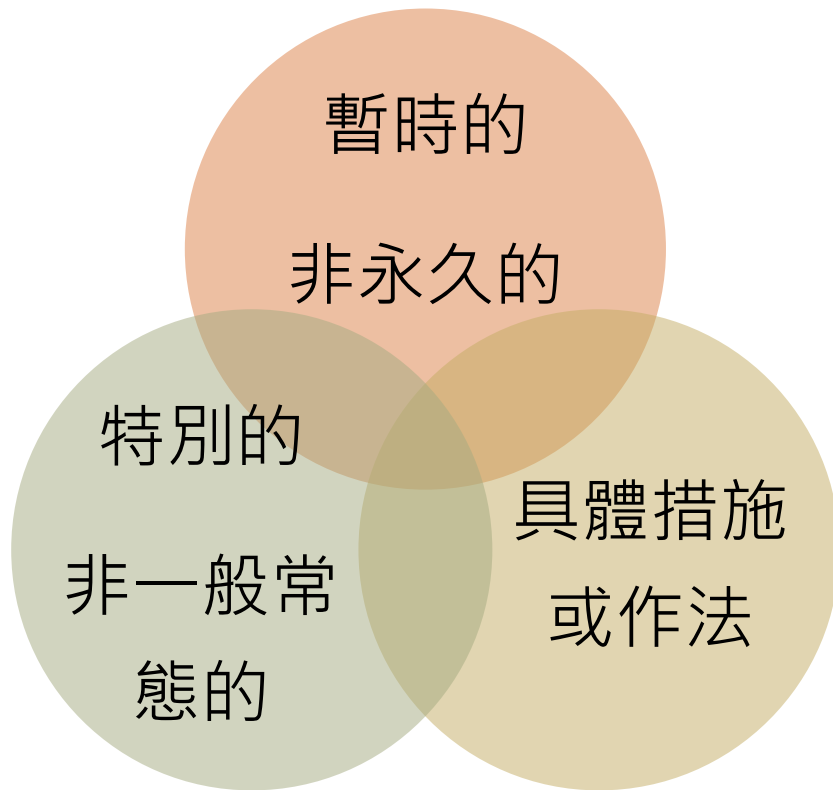 暫時的
非永久的
特別的
非一般常
態的
具體措施
或作法